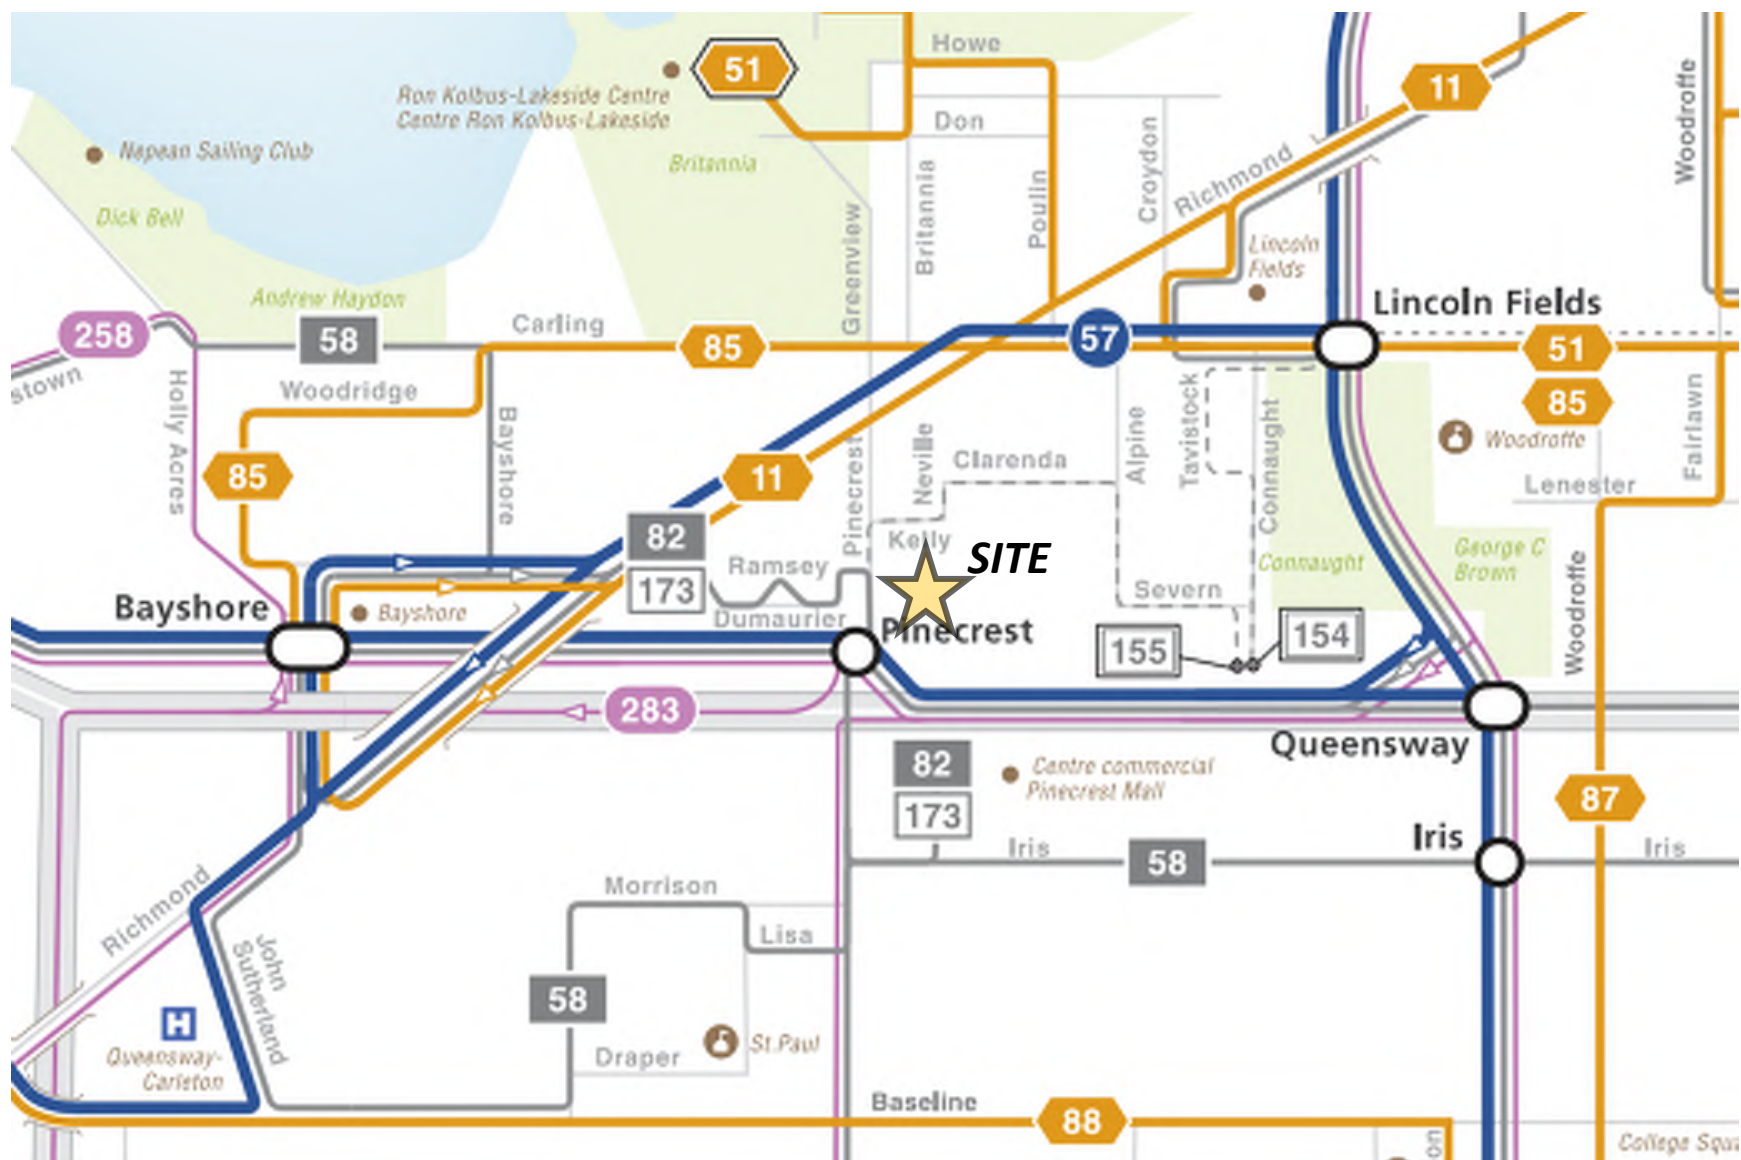 Howe
51
11
Ron Kolbus-Lakeside Centre
Centre Ron Kolbus-Lakeside
Don
Woodroffe
Nepean Sailing Club
Britannia
Croydon
Richmond
Dick Bell
Greenview
Britannia
Poulin
Lincoln
Fields
Andrew Haydon
Lincoln Fields
258
58
Carling
85
57
51
stown
Woodridge
85
Holly Acres
Bayshore
Pinecrest
Neville
Clarenda
Alpine
Tavistock
Connaught
Woodroffe
Fairlawn
85
11
Lenester
82
Kelly
SITE
173
Ramsey
Connaught
George C
Brown
Bayshore
Bayshore
Dumaurier
Pinecrest
Severn
Woodroffe
155
154
283
Queensway
82
Centre commercial
Pinecrest Mall
173
87
Iris
Iris
58
Iris
Richmond
Morrison
Lisa
John
Sutherland
58
H
Queensway-
Carleton
Draper
St.Paul
Baseline
88
on
College Squa